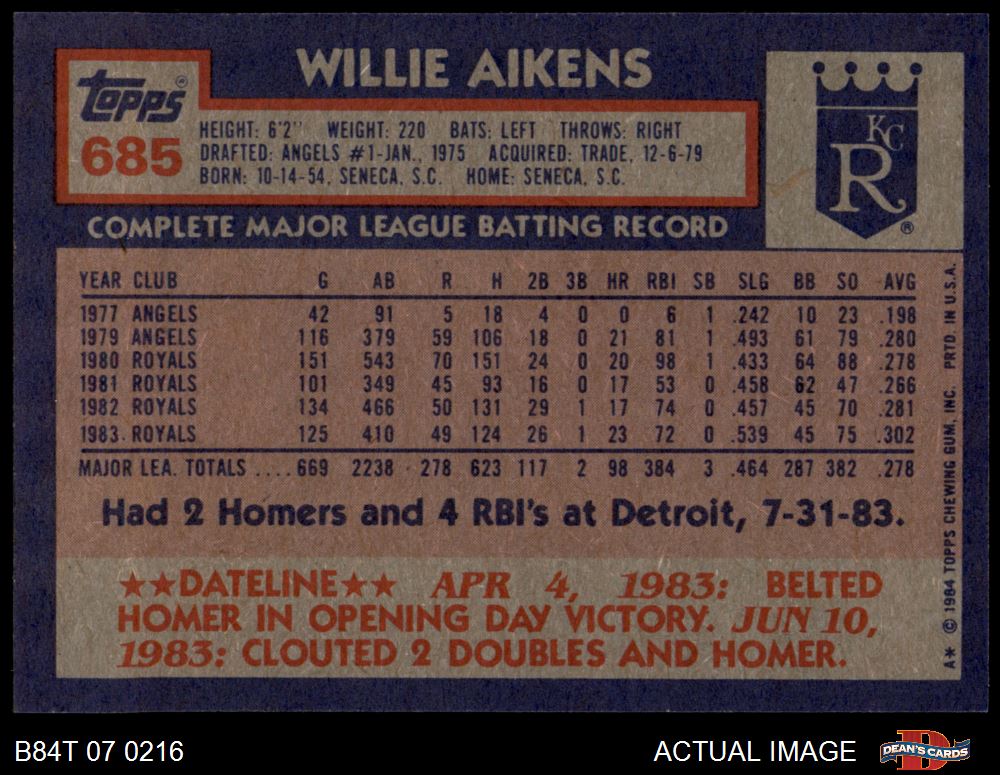 WILLIE AIKENS
TOPPS®
685
HEIGHT: 6'2" WEIGHT: 220 BATS: LEFT THROWS: RIGHT
DRAFTED: ANGELS #1-JAN., 1975 ACQUIRED: TRADE, 12-6-79
BORN: 10-14-54, SENECA, S.C. HOME: SENECA, S.C.
KC
R
®
COMPLETE MAJOR LEAGUE BATTING RECORD
YEAR CLUB G AB R H 2B 3B HR RBI SB SLG BB SO AVG
1977 ANGELS 42 91 5 18 4 0 0 6 1 .242 10 23 .198
1979 ANGELS 116 379 59 106 18 0 21 81 1 .493 61 79 .280
1980 ROYALS 151 543 70 151 24 0 20 98 1 .433 64 88 .278
1981 ROYALS 101 349 45 93 16 0 17 53 0 .458 62 47 .266
1982 ROYALS 134 466 50 131 29 1 17 74 0 .457 45 70 .281
1983 ROYALS 125 410 49 124 26 1 23 72 0 .539 45 75 .302
MAJOR LEA. TOTALS ....669 2238 278 623 117 2 98 384 3 .464 287 382 .278
Had 2 Homers and 4 RBI's at Detroit, 7-31-83.
★★DATELINE★★ APR 4, 1983: BELTED
HOMER IN OPENING DAY VICTORY. JUN 10,
1983: CLOUTED 2 DOUBLES AND HOMER.
A* © 1984 TOPPS CHEWING GUM, INC. PRTD. IN U.S.A.
B84T 07 0216
ACTUAL IMAGE
D
DEAN'S CARDS